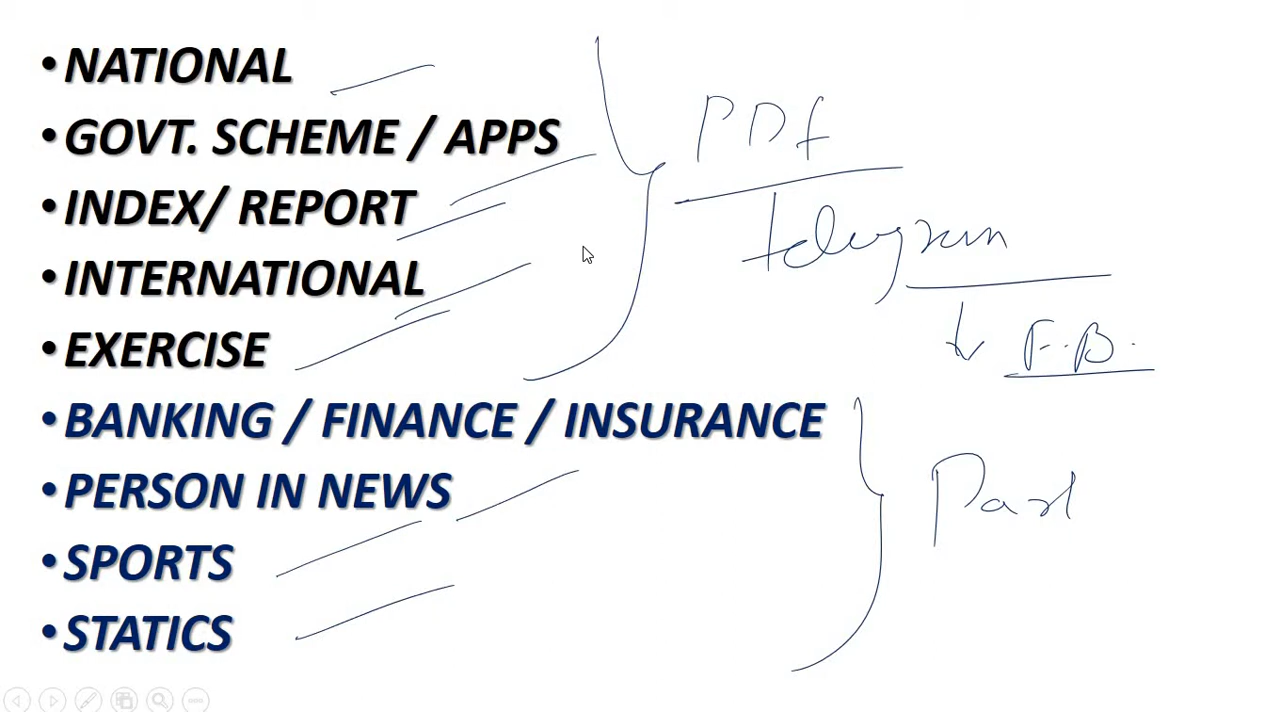 • NATIONAL
• GOVT. SCHEME / APPS
• INDEX/ REPORT
• INTERNATIONAL
• EXERCISE
• BANKING / FINANCE / INSURANCE
• PERSON IN NEWS
• SPORTS
• STATICS
PDf
telegram
F.B.
Part